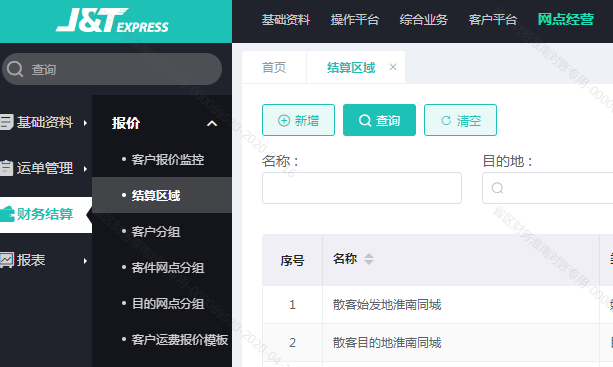 J&T EXPRESS
基础资料 操作平台 综合业务 客户平台 网点经营
查询
首页 结算区域 ×
基础资料
运单管理
财务结算
报表
报价
客户报价监控
结算区域
客户分组
寄件网点分组
目的网点分组
客户运费报价模板
新增 查询 清空
名称： 目的地：
序号 名称
1 散客始发地淮南同城
2 散客目的地淮南同城